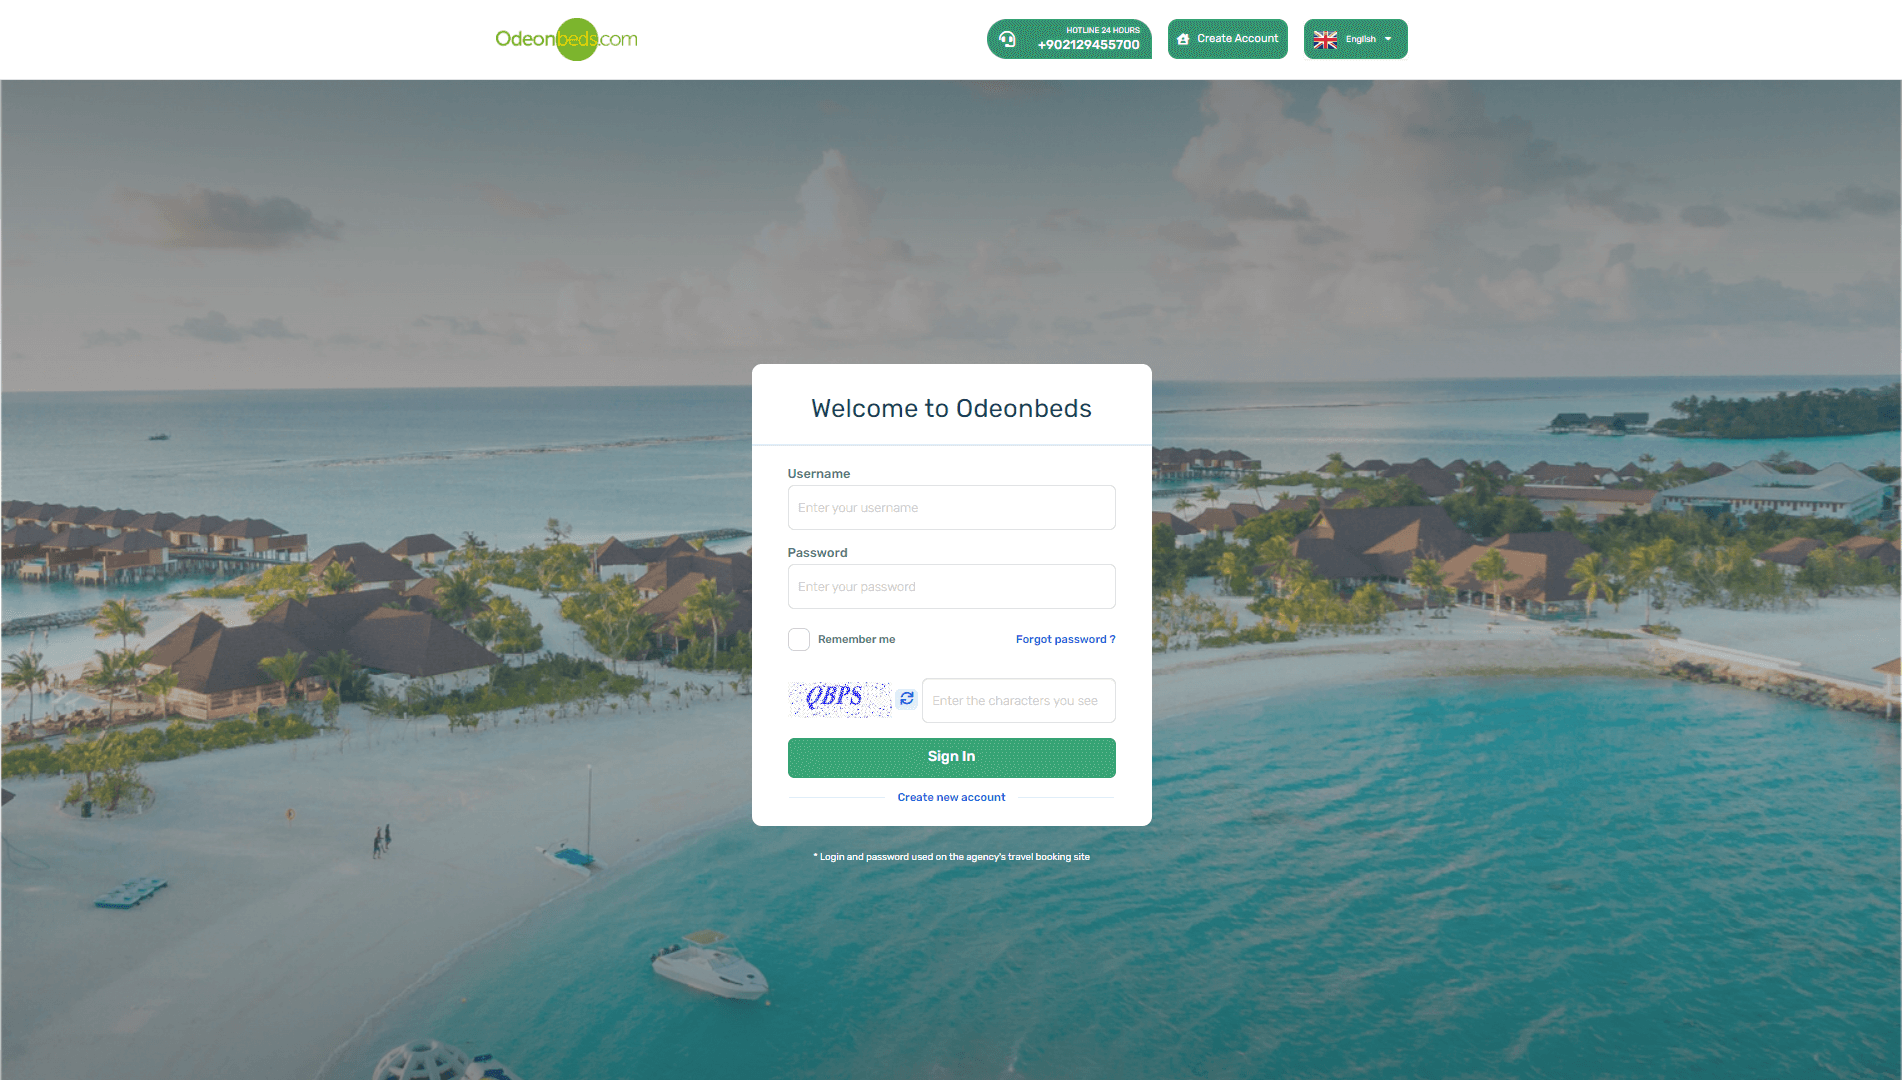 Odeonbeds.com
HOTLINE 24 HOURS
+902129455700
Create Account
English
Welcome to Odeonbeds
Username
Enter your username
Password
Enter your password
Remember me
Forgot password ?
QBPS
Enter the characters you see
Sign In
Create new account
* Login and password used on the agency's travel booking site